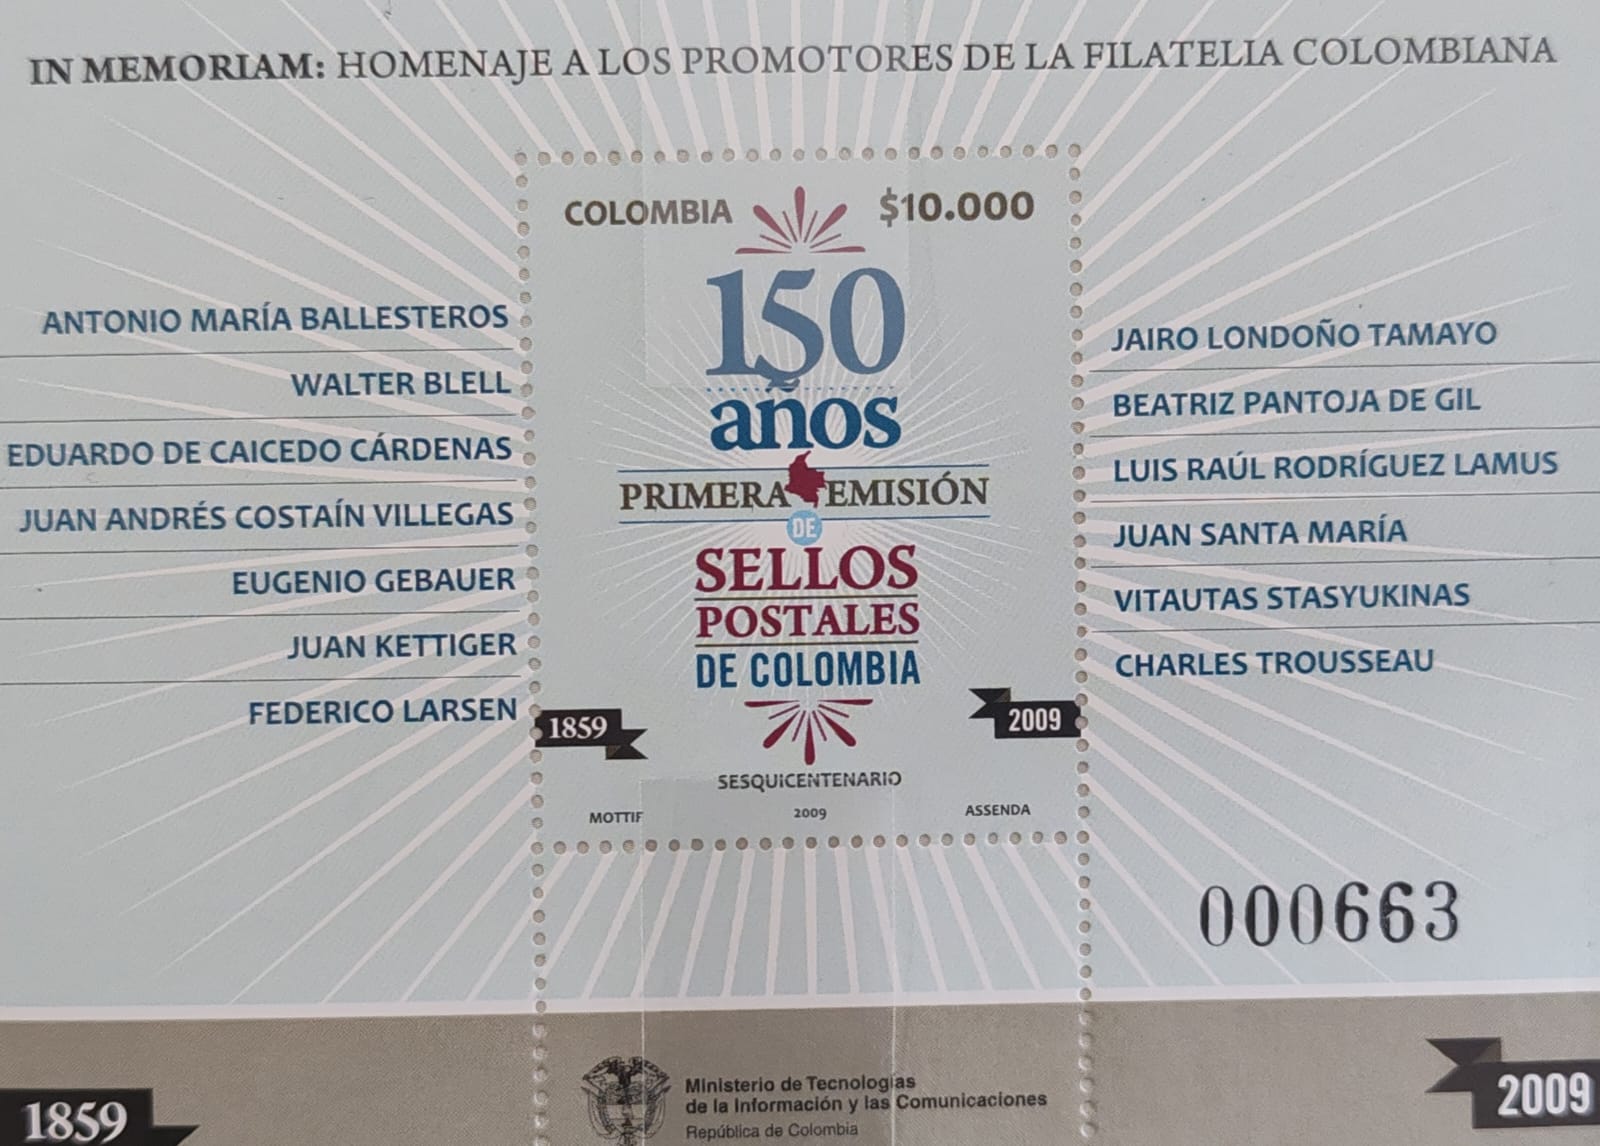 IN MEMORIAM: HOMENAJE A LOS PROMOTORES DE LA FILATELIA COLOMBIANA
ANTONIO MARÍA BALLESTEROS
WALTER BLELL
EDUARDO DE CAICEDO CÁRDENAS
JUAN ANDRÉS COSTAÍN VILLEGAS
EUGENIO GEBAUER
JUAN KETTIGER
FEDERICO LARSEN
COLOMBIA $10.000
150
años
PRIMERA EMISIÓN
DE
SELLOS
POSTALES
DE COLOMBIA
1859 2009
SESQUICENTENARIO
MOTTIF 2009 ASSENDA
JAIRO LONDOÑO TAMAYO
BEATRIZ PANTOJA DE GIL
LUIS RAÚL RODRÍGUEZ LAMUS
JUAN SANTA MARÍA
VITAUTAS STASYUKINAS
CHARLES TROUSSEAU
000663
1859
Ministerio de Tecnologías
de la Información y las Comunicaciones
República de Colombia
2009